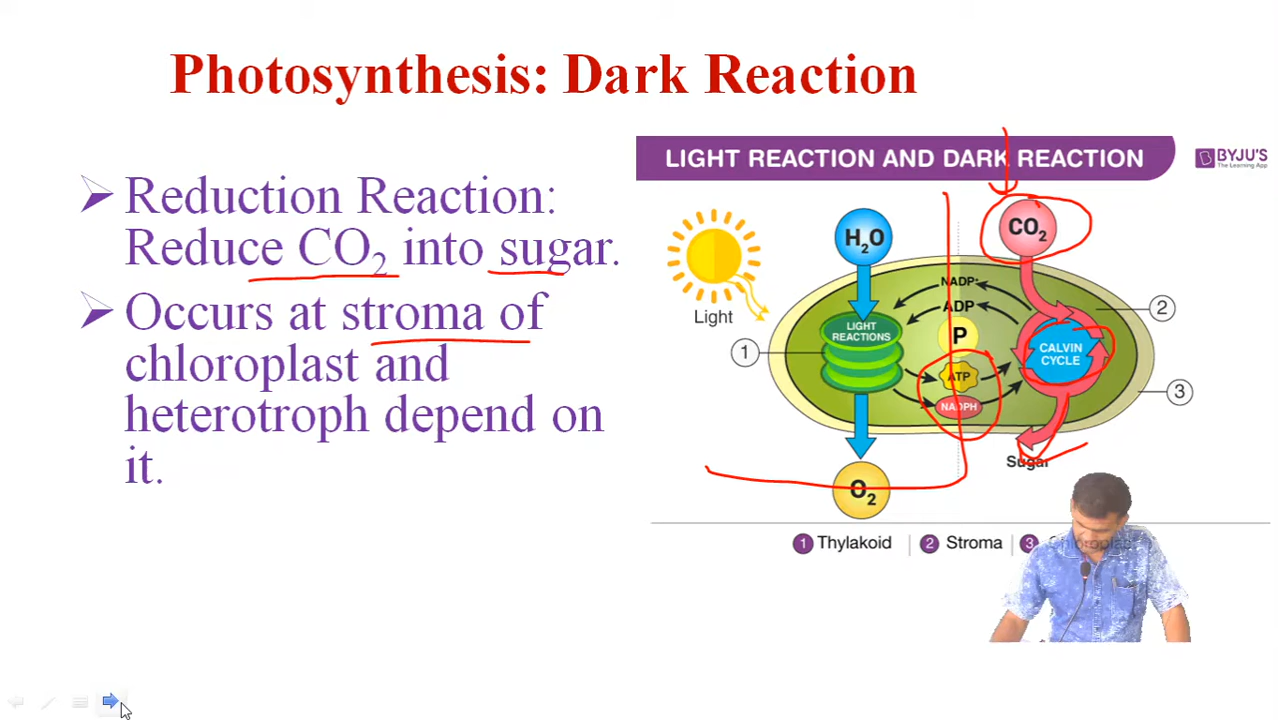 Photosynthesis: Dark Reaction
➢ Reduction Reaction:
Reduce CO₂ into sugar.
➢ Occurs at stroma of
chloroplast and
heterotroph depend on
it.
LIGHT REACTION AND DARK REACTION
BYJU'S
The Learning App
H₂O
CO₂
NADP⁺
ADP
2
Light
LIGHT
REACTIONS
P
1
CALVIN
CYCLE
ATP
3
NADPH
Sugar
O₂
1 Thylakoid
2 Stroma
3 Chloroplast